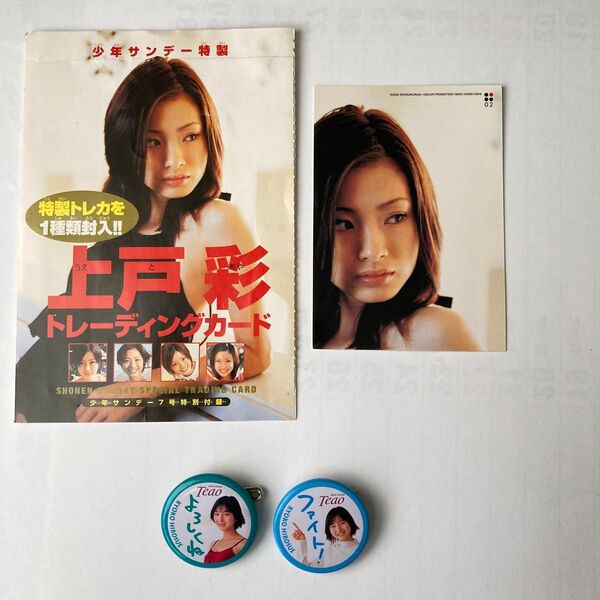 少年サンデー特製
特製トレカを
1種類封入!!
上戸彩
うえと
トレーディングカード
SHONEN SUNDAY SPECIAL TRADING CARD
少年サンデー7号特別付録
02
Teao
よろしくね
RYOKO HIROSUE
Teao
ファイト!
RYOKO HIROSUE